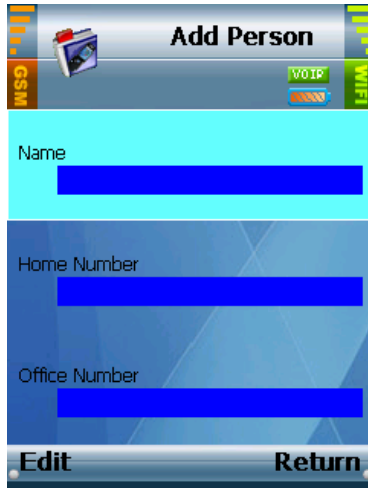 Add Person
GSM
VOIP
WIFI
Name
Home Number
Office Number
Edit
Return